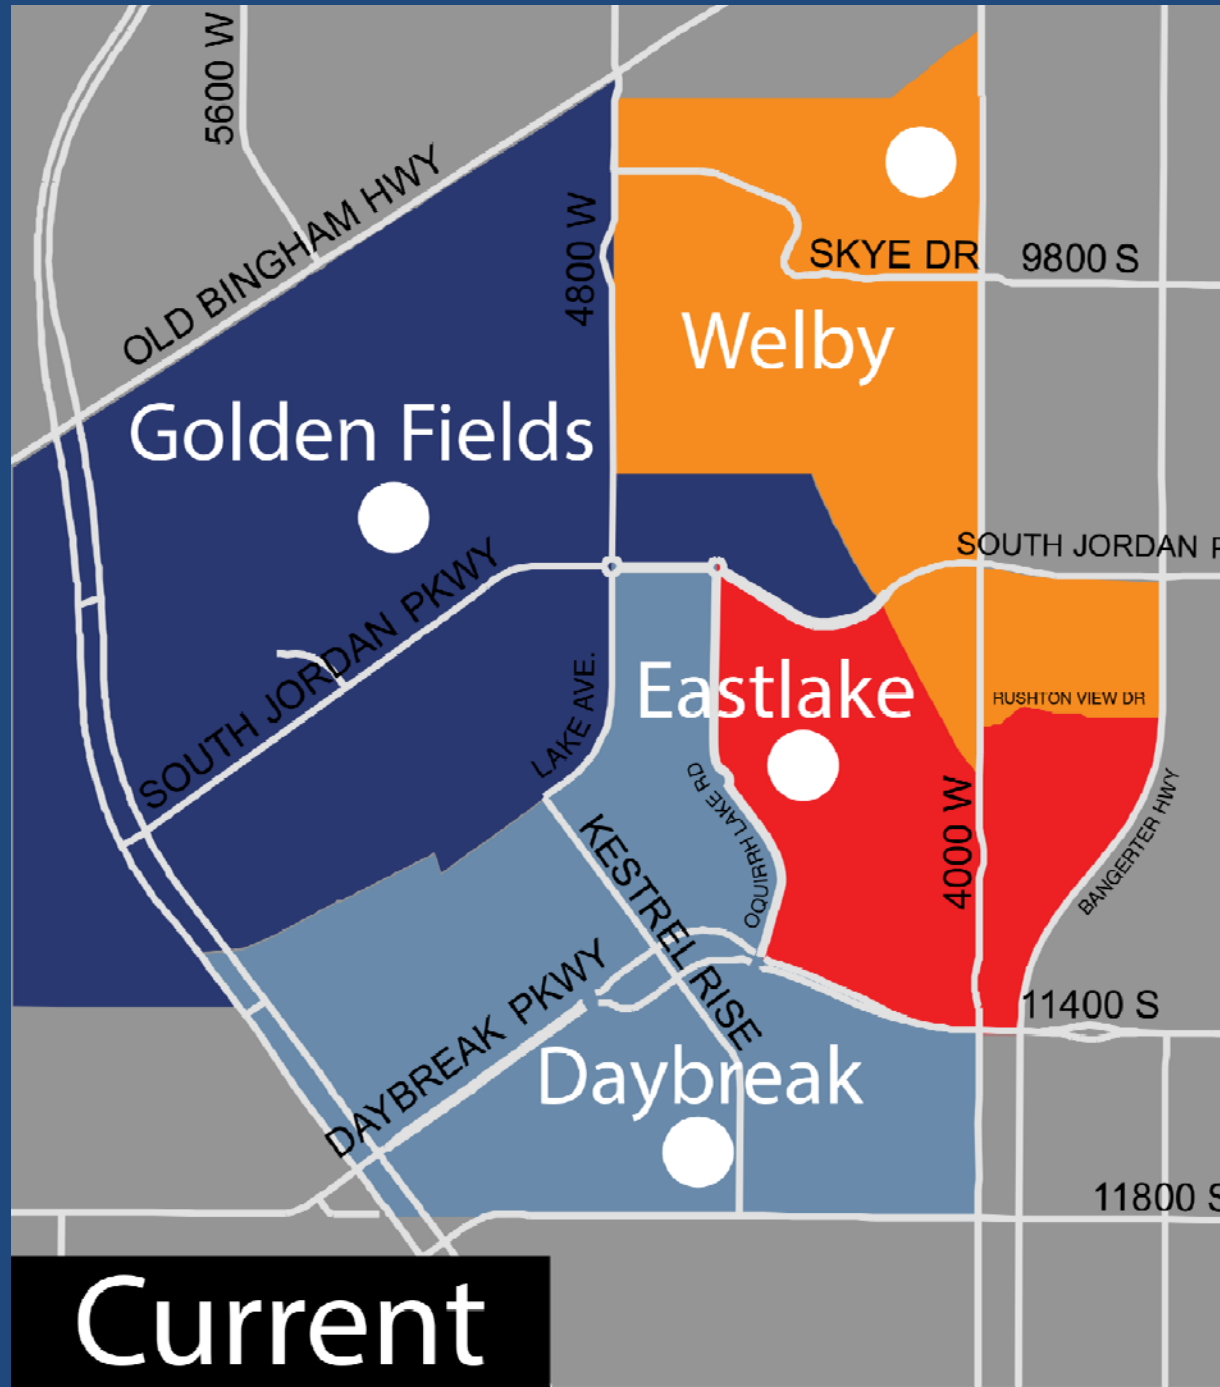 5600 W
OLD BINGHAM HWY
4800 W
SKYE DR
9800 S
Welby
Golden Fields
SOUTH JORDAN P
SOUTH JORDAN PKWY
LAKE AVE.
Eastlake
RUSHTON VIEW DR
OQUIRRH LAKE RD
4000 W
BANGERTER HWY
KESTREL RISE
DAYBREAK PKWY
11400 S
Daybreak
11800 S
Current